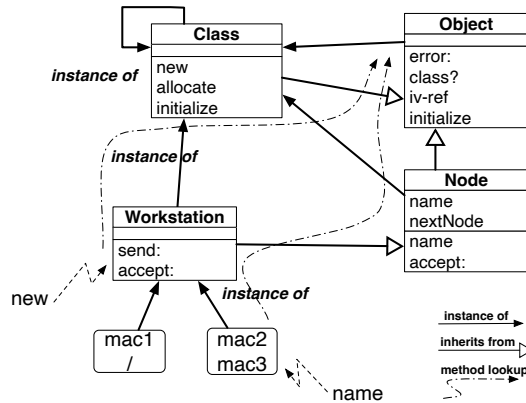 Class
instance of
new
allocate
initialize
Object
error:
class?
iv-ref
initialize
instance of
Node
name
nextNode
name
accept:
Workstation
send:
accept:
new
instance of
mac1
/
mac2
mac3
name
instance of
inherits from
method lookup